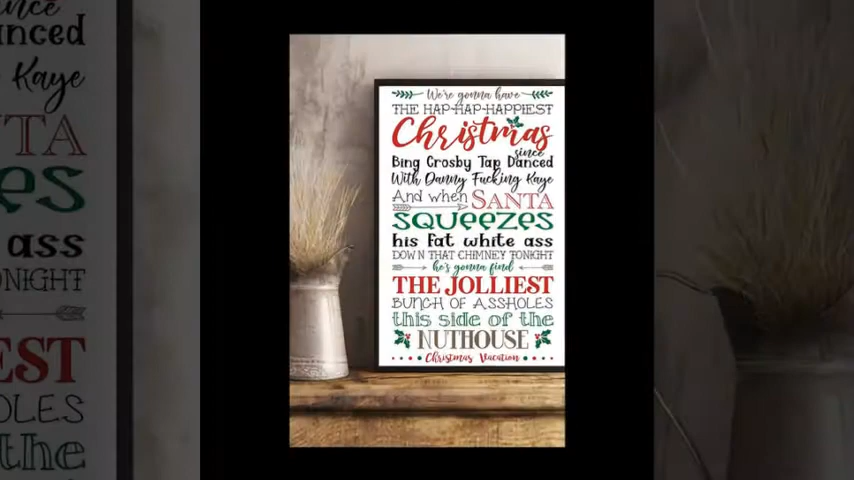 We're gonna have
THE HAP-HAP-HAPPIEST
Christmas
since
Bing Crosby Tap Danced
With Danny Fucking Kaye
And when SANTA
SQUEEZES
his fat white ass
DOWN THAT CHIMNEY TONIGHT
he's gonna find
THE JOLLIEST
BUNCH OF ASSHOLES
this side of the
NUTHOUSE
Christmas Vacation